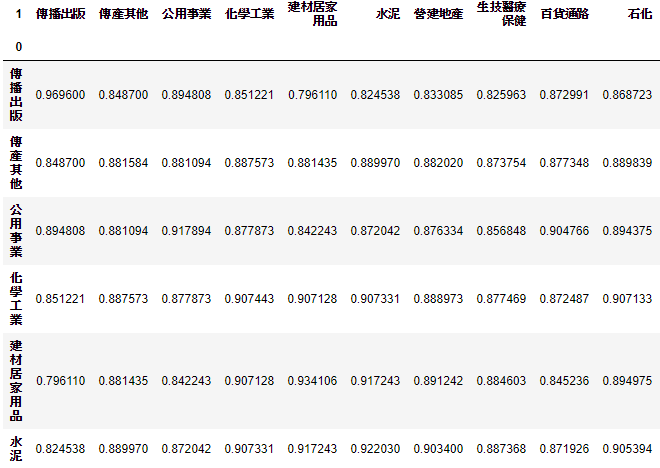 1 傳播出版 傳產其他 公用事業 化學工業 建材居家用品 水泥 營建地產 生技醫療保健 百貨通路 石化
0
傳播出版 0.969600 0.848700 0.894808 0.851221 0.796110 0.824538 0.833085 0.825963 0.872991 0.868723
傳產其他 0.848700 0.881584 0.881094 0.887573 0.881435 0.889970 0.882020 0.873754 0.877348 0.889839
公用事業 0.894808 0.881094 0.917894 0.877873 0.842243 0.872042 0.876334 0.856848 0.904766 0.894375
化學工業 0.851221 0.887573 0.877873 0.907443 0.907128 0.907331 0.888973 0.877469 0.872487 0.907133
建材居家用品 0.796110 0.881435 0.842243 0.907128 0.934106 0.917243 0.891242 0.884603 0.845236 0.894975
水泥 0.824538 0.889970 0.872042 0.907331 0.917243 0.922030 0.903400 0.887368 0.871926 0.905394